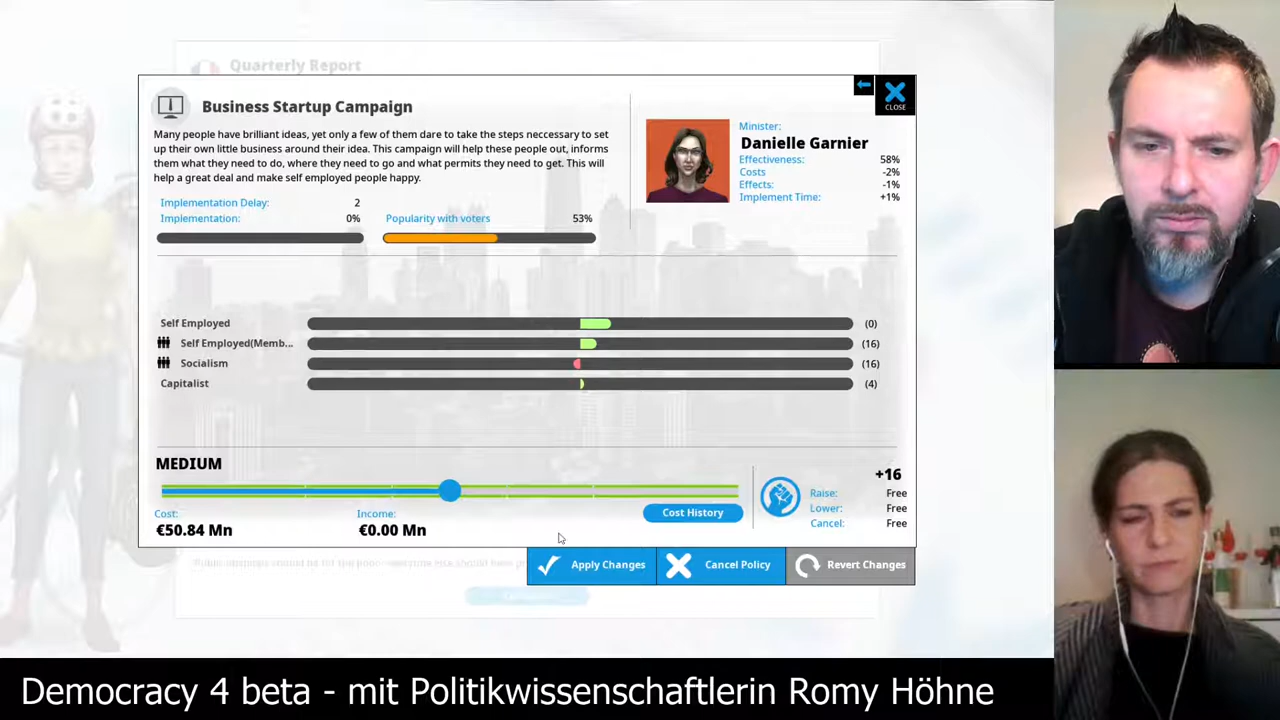 Quarterly Report
Business Startup Campaign
Many people have brilliant ideas, yet only a few of them dare to take the steps neccessary to set
up their own little business around their idea. This campaign will help these people out, informs
them what they need to do, where they need to go and what permits they need to get. This will
help a great deal and make self employed people happy.
CLOSE
Minister:
Danielle Garnier
Effectiveness: 58%
Costs -2%
Effects: -1%
Implement Time: +1%
Implementation Delay: 2
Implementation: 0%
Popularity with voters 53%
Self Employed (0)
Self Employed(Memb... (16)
Socialism (16)
Capitalist (4)
MEDIUM
Cost:
€50.84 Mn
Income:
€0.00 Mn
Cost History
+16
Raise: Free
Lower: Free
Cancel: Free
Apply Changes
Cancel Policy
Revert Changes
Democracy 4 beta - mit Politikwissenschaftlerin Romy Höhne